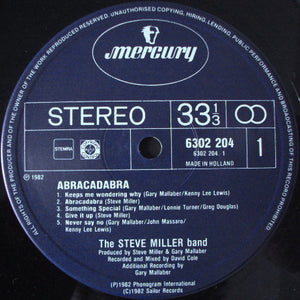 ALL RIGHTS OF THE PRODUCER AND OF THE OWNER OF THE WORK REPRODUCED RESERVED. UNAUTHORISED COPYING, HIRING, LENDING, PUBLIC PERFORMANCE AND BROADCASTING OF THIS RECORD PROHIBITED
mercury
STEREO 33 1/3
STEMRA
6302 204 1
6302 204.1
MADE IN HOLLAND
℗ 1982
ABRACADABRA
1 Keeps me wondering why (Gary Mallaber/Kenny Lee Lewis)
2 Abracadabra (Steve Miller)
3 Something Special (Gary Mallaber/Lonnie Turner/Greg Douglas)
4 Give it up (Steve Miller)
5 Never say no (Gary Mallaber/John Massaro/
Kenny Lee Lewis)
The STEVE MILLER band
Produced by Steve Miller & Gary Mallaber
Recorded and Mixed by David Cole
Additional Recording by
Gary Mallaber
℗ 1982 Phonogram International
(C) 1982 Sailor Records